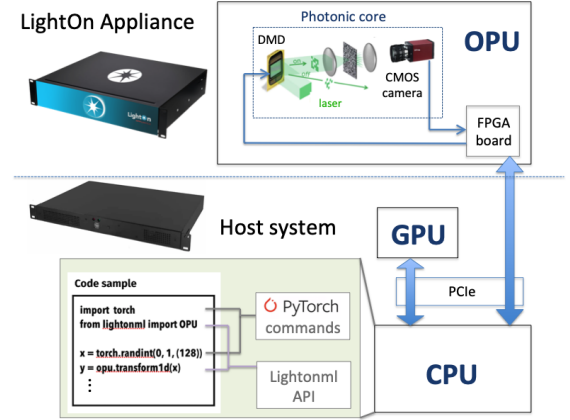 LightOn Appliance
Photonic core
OPU
DMD
on
off
laser
CMOS
camera
FPGA
board
LightOn
Host system
GPU
PCIe
CPU
Code sample
import torch
from lightonml import OPU
x = torch.randint(0, 1, (128))
y = opu.transform1d(x)
⋮
PyTorch
commands
Lightonml
API